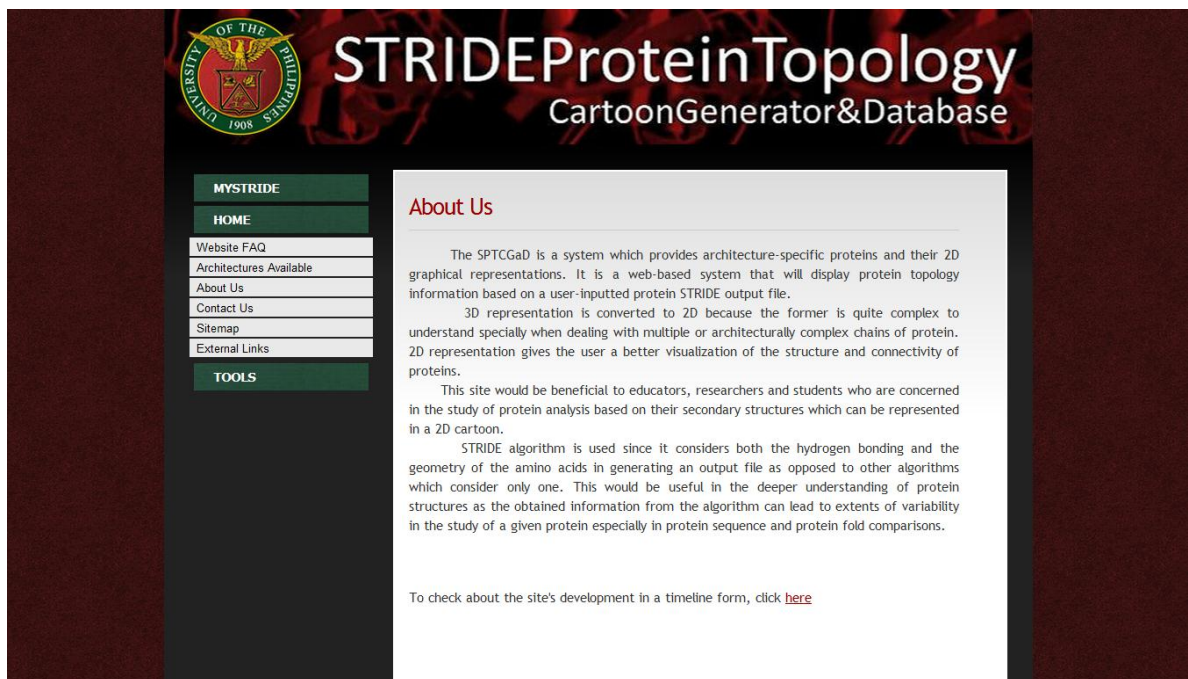 UNIVERSITY OF THE PHILIPPINES
1908
STRIDEProteinTopology
CartoonGenerator&Database
MYSTRIDE
HOME
Website FAQ
Architectures Available
About Us
Contact Us
Sitemap
External Links
TOOLS
About Us
The SPTCGaD is a system which provides architecture-specific proteins and their 2D
graphical representations. It is a web-based system that will display protein topology
information based on a user-inputted protein STRIDE output file.
3D representation is converted to 2D because the former is quite complex to
understand specially when dealing with multiple or architecturally complex chains of protein.
2D representation gives the user a better visualization of the structure and connectivity of
proteins.
This site would be beneficial to educators, researchers and students who are concerned
in the study of protein analysis based on their secondary structures which can be represented
in a 2D cartoon.
STRIDE algorithm is used since it considers both the hydrogen bonding and the
geometry of the amino acids in generating an output file as opposed to other algorithms
which consider only one. This would be useful in the deeper understanding of protein
structures as the obtained information from the algorithm can lead to extents of variability
in the study of a given protein especially in protein sequence and protein fold comparisons.
To check about the site's development in a timeline form, click here